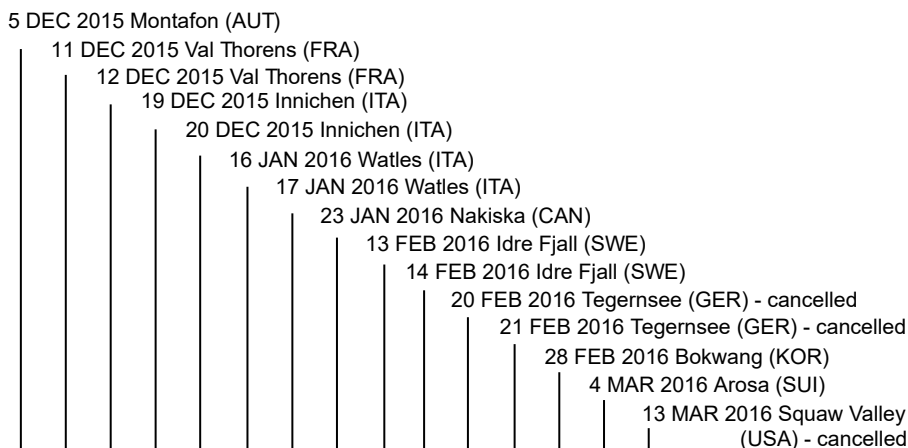 5 DEC 2015 Montafon (AUT)
11 DEC 2015 Val Thorens (FRA)
12 DEC 2015 Val Thorens (FRA)
19 DEC 2015 Innichen (ITA)
20 DEC 2015 Innichen (ITA)
16 JAN 2016 Watles (ITA)
17 JAN 2016 Watles (ITA)
23 JAN 2016 Nakiska (CAN)
13 FEB 2016 Idre Fjall (SWE)
14 FEB 2016 Idre Fjall (SWE)
20 FEB 2016 Tegernsee (GER) - cancelled
21 FEB 2016 Tegernsee (GER) - cancelled
28 FEB 2016 Bokwang (KOR)
4 MAR 2016 Arosa (SUI)
13 MAR 2016 Squaw Valley
(USA) - cancelled